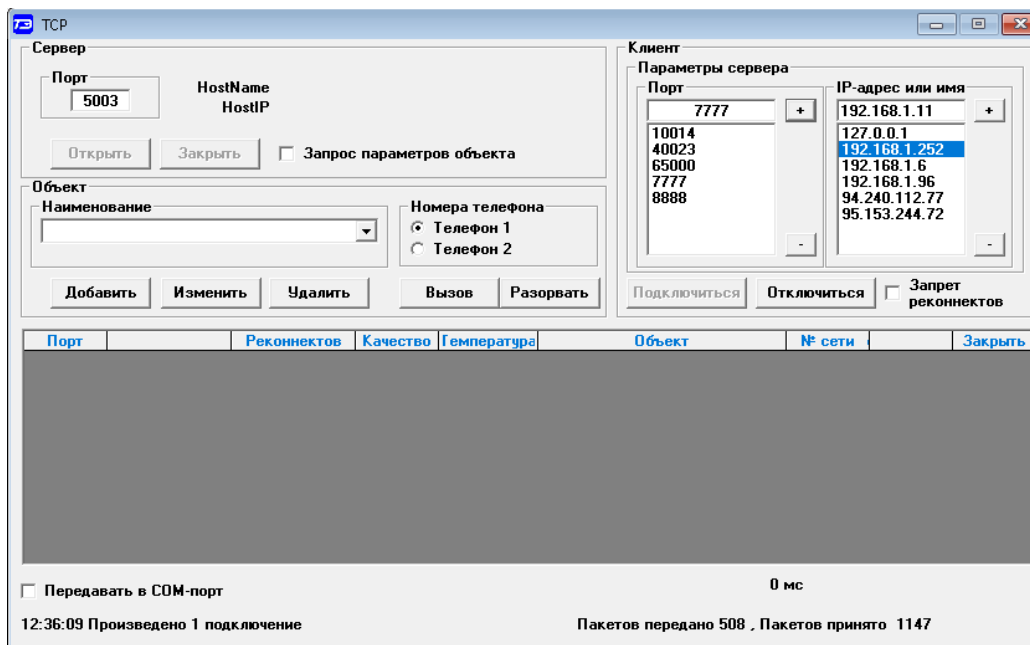 ТЭ TCP
Сервер
Порт
5003
HostName
HostIP
Открыть
Закрыть
Запрос параметров объекта
Объект
Наименование
Номера телефона
Телефон 1
Телефон 2
Добавить
Изменить
Удалить
Вызов
Разорвать
Клиент
Параметры сервера
Порт
7777
+
10014
40023
65000
7777
8888
-
IP-адрес или имя
192.168.1.11
+
127.0.0.1
192.168.1.252
192.168.1.6
192.168.1.96
94.240.112.77
95.153.244.72
-
Подключиться
Отключиться
Запрет
реконнектов
Порт Реконнектов Качество Температура Объект № сети Закрыть
Передавать в COM-порт
0 мс
12:36:09 Произведено 1 подключение
Пакетов передано 508 , Пакетов принято 1147